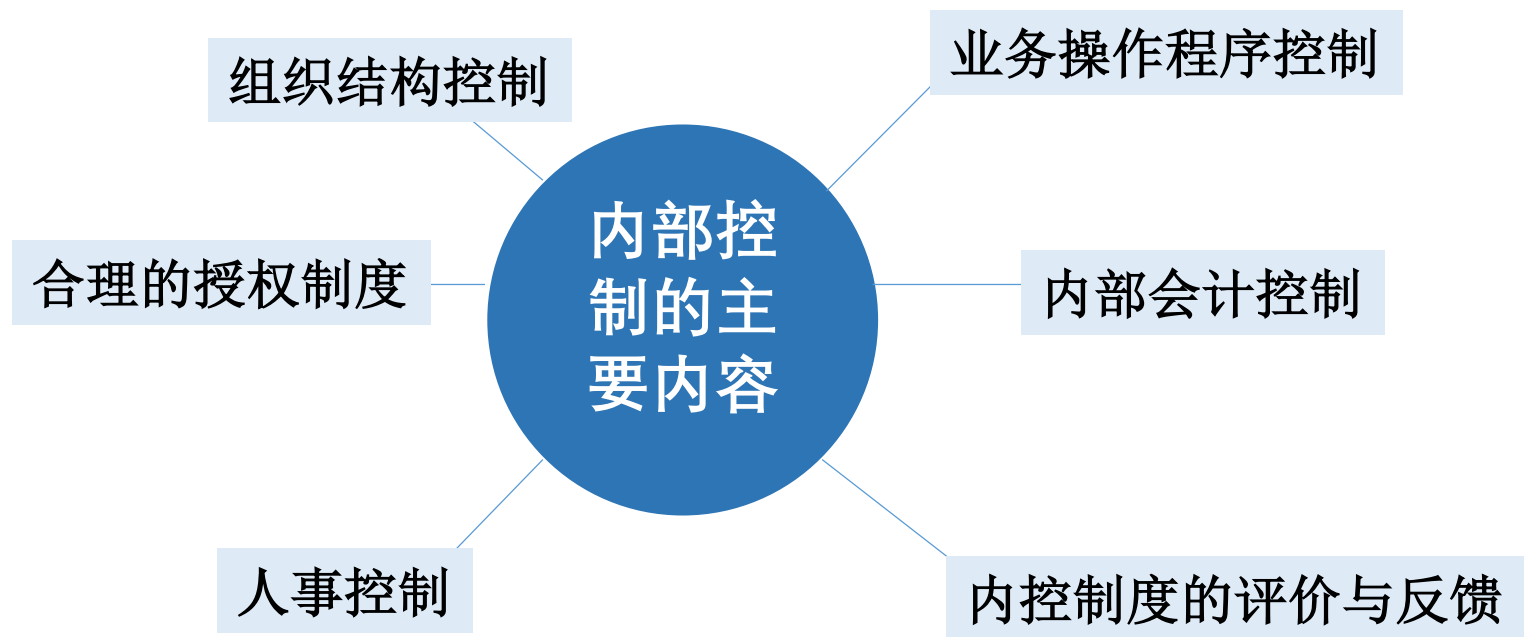 组织结构控制
业务操作程序控制
合理的授权制度
内部控
制的主
要内容
内部会计控制
人事控制
内控制度的评价与反馈